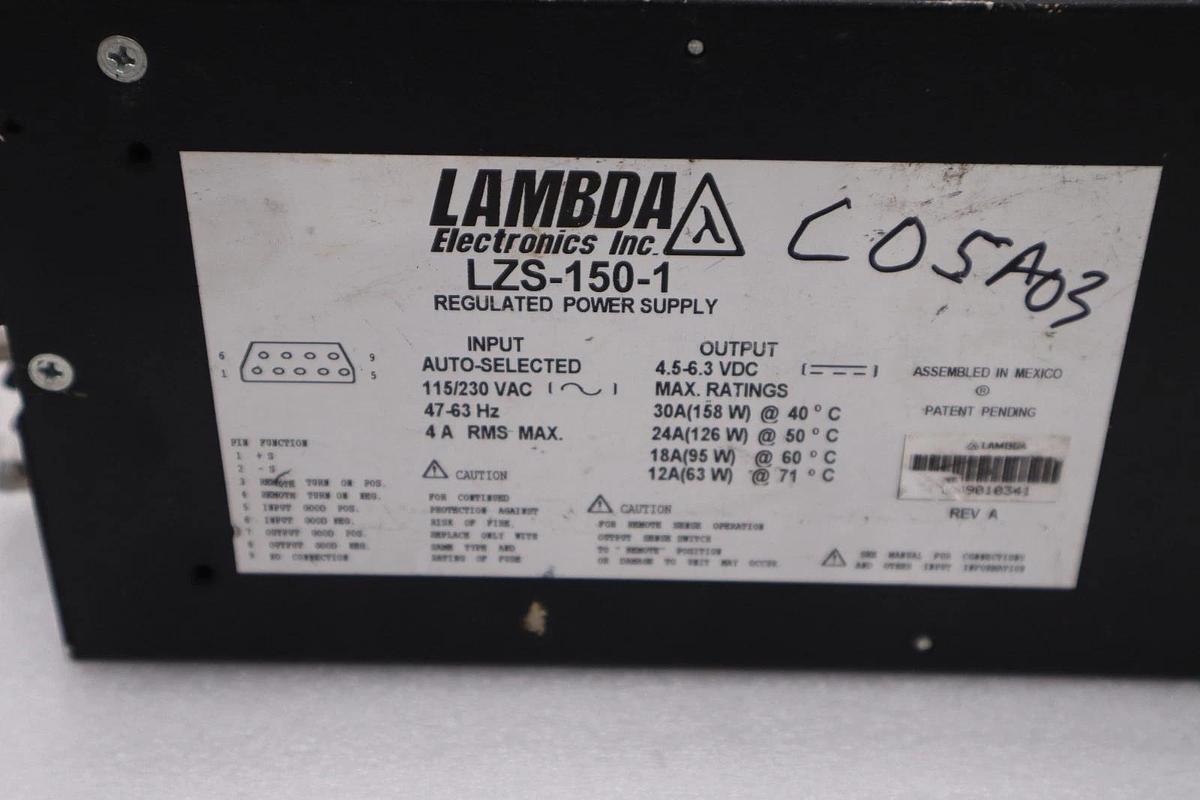 LAMBDA
Electronics Inc.
LZS-150-1
REGULATED POWER SUPPLY
C05A03
6 9
1 5
PIN FUNCTION
1 +S
2 -S
3 REMOTE TURN ON POS.
4 REMOTE TURN ON NEG.
5 INPUT GOOD POS.
6 INPUT GOOD NEG.
7 OUTPUT GOOD POS.
8 OUTPUT GOOD NEG.
9 NO CONNECTION
INPUT
AUTO-SELECTED
115/230 VAC
47-63 Hz
4 A RMS MAX.
CAUTION
FOR CONTINUED
PROTECTION AGAINST
RISK OF FIRE,
REPLACE ONLY WITH
SAME TYPE AND
RATING OF FUSE
OUTPUT
4.5-6.3 VDC
MAX. RATINGS
30A(158 W) @ 40 ° C
24A(126 W) @ 50 ° C
18A(95 W) @ 60 ° C
12A(63 W) @ 71 ° C
CAUTION
FOR REMOTE SENSE OPERATION
OUTPUT SENSE SWITCH
TO "REMOTE" POSITION
OR DAMAGE TO UNIT MAY OCCUR.
ASSEMBLED IN MEXICO
®
PATENT PENDING
LAMBDA
9010341
REV A
SEE MANUAL FOR CONNECTIONS
AND OTHER INPUT INFORMATION